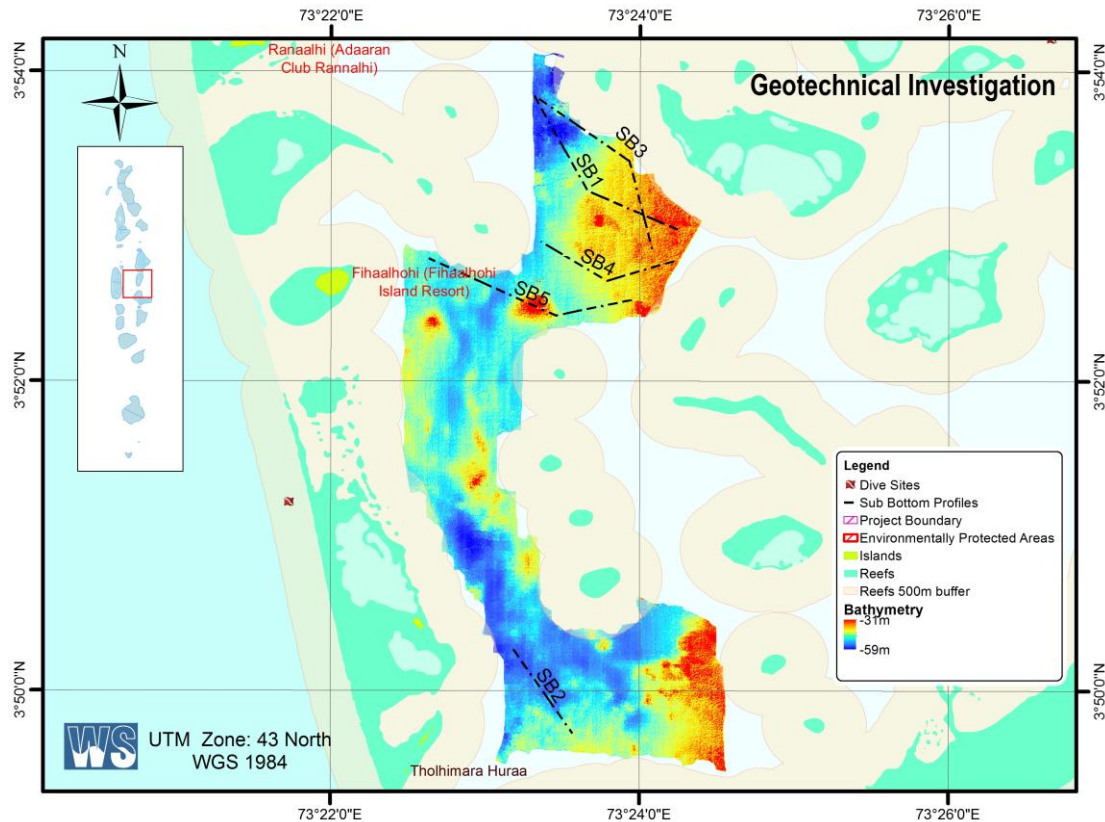 73°22'0"E
73°24'0"E
73°26'0"E
Ranaalhi (Adaaran
Club Rannalhi)
3°54'0"N
3°54'0"N
N
Geotechnical Investigation
SB3
SB1
SB4
SB5
Fihaalhohi (Fihaalhohi
Island Resort)
3°52'0"N
3°52'0"N
Legend
Dive Sites
Sub Bottom Profiles
Project Boundary
Environmentally Protected Areas
Islands
Reefs
Reefs 500m buffer
Bathymetry
-31m
-59m
3°50'0"N
3°50'0"N
SB2
WS
UTM Zone: 43 North
WGS 1984
Tholhimara Huraa
73°22'0"E
73°24'0"E
73°26'0"E